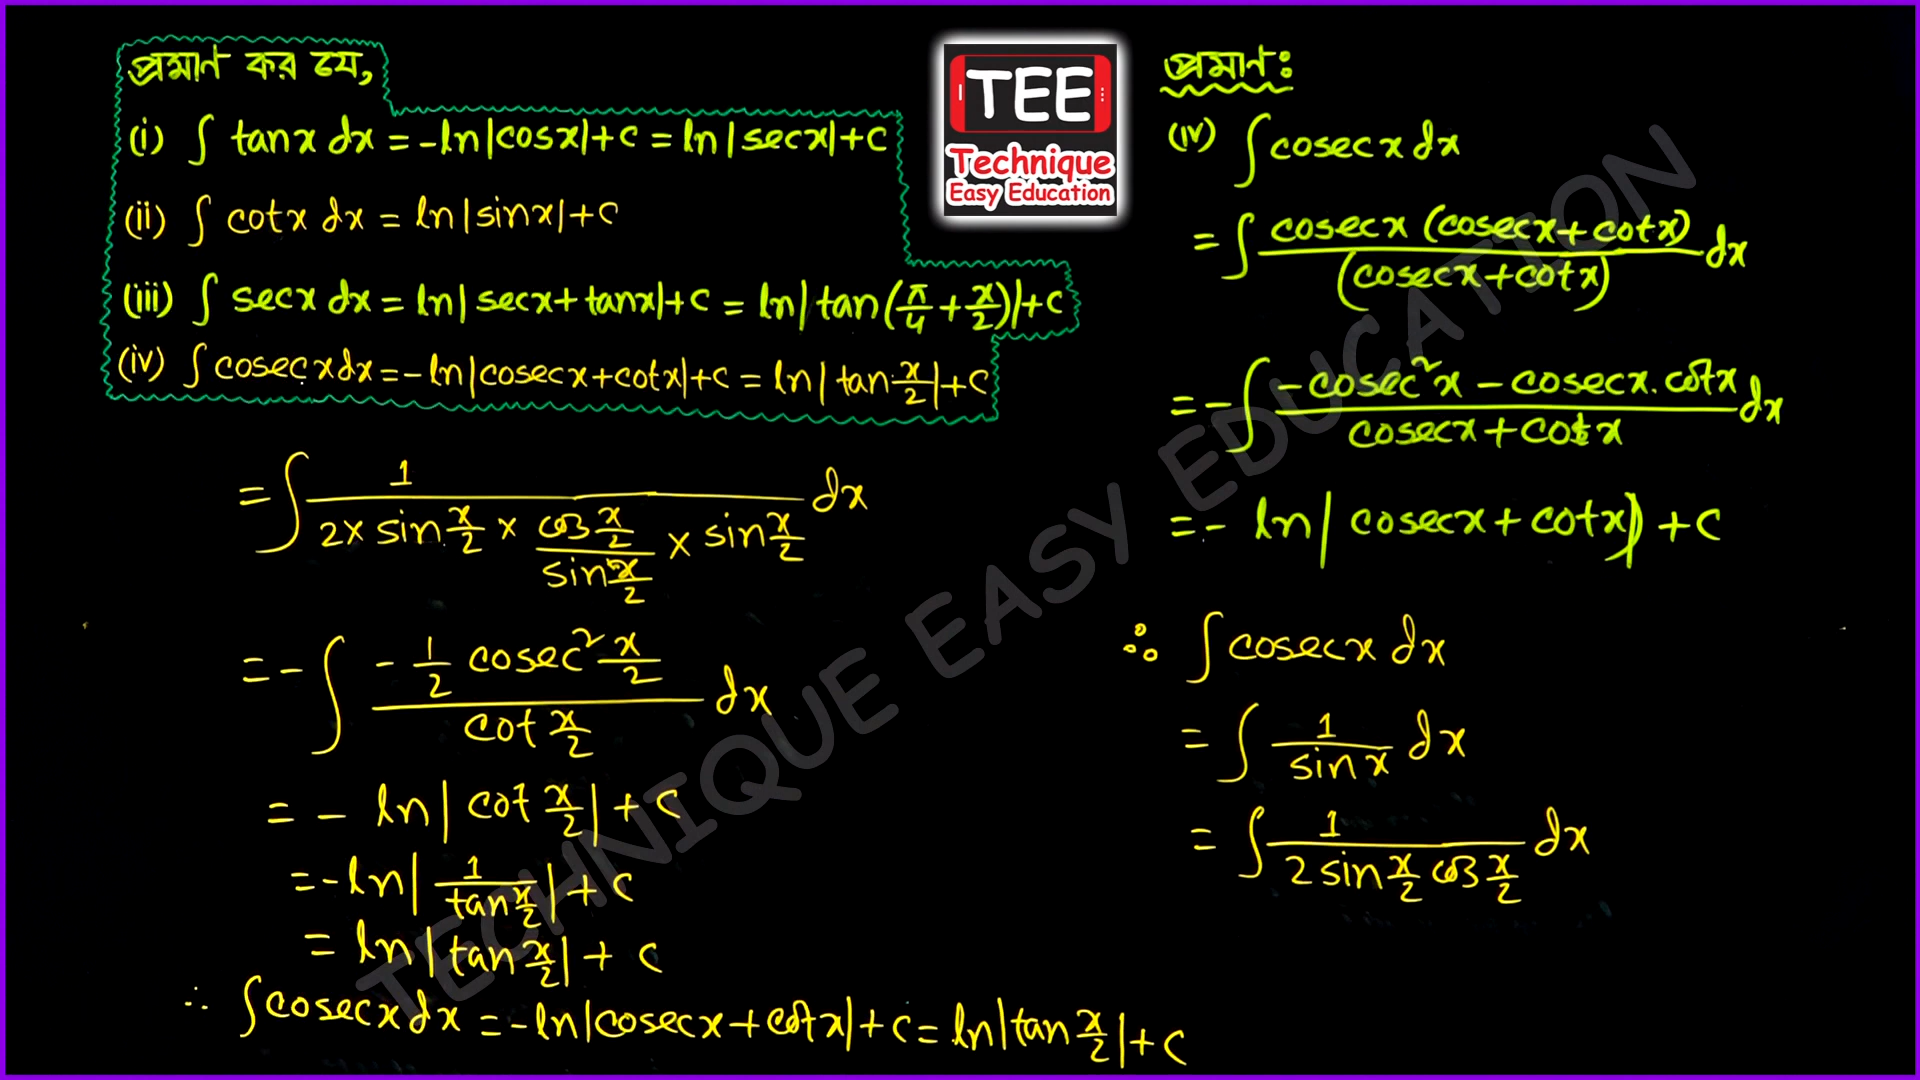 প্রমাণ কর যে,
(i) ∫ tanx dx = -ln|cosx|+c = ln|secx|+c
(ii) ∫ cotx dx = ln|sinx|+c
(iii) ∫ secx dx = ln|secx+tanx|+c = ln|tan(π/4+x/2)|+c
(iv) ∫ cosecx dx = -ln|cosecx+cotx|+c = ln|tan x/2|+c
TEE
Technique
Easy Education
প্রমাণঃ
(iv) ∫ cosecx dx
= ∫ cosecx (cosecx+cotx)/(cosecx+cotx) dx
= -∫ (-cosec²x - cosecx.cotx)/(cosecx+cotx) dx
= - ln|cosecx+cotx|+c
∴ ∫ cosecx dx
= ∫ 1/sinx dx
= ∫ 1/(2 sin x/2 cos x/2) dx
= ∫ 1/(2× sin x/2 × (cos x/2)/(sin x/2) × sin x/2) dx
= - ∫ (-1/2 cosec² x/2)/(cot x/2) dx
= - ln|cot x/2|+c
= -ln|1/(tan x/2)|+c
= ln|tan x/2|+c
∴ ∫ cosecx dx = -ln|cosecx+cotx|+c = ln|tan x/2|+c
TECHNIQUE EASY EDUCATION